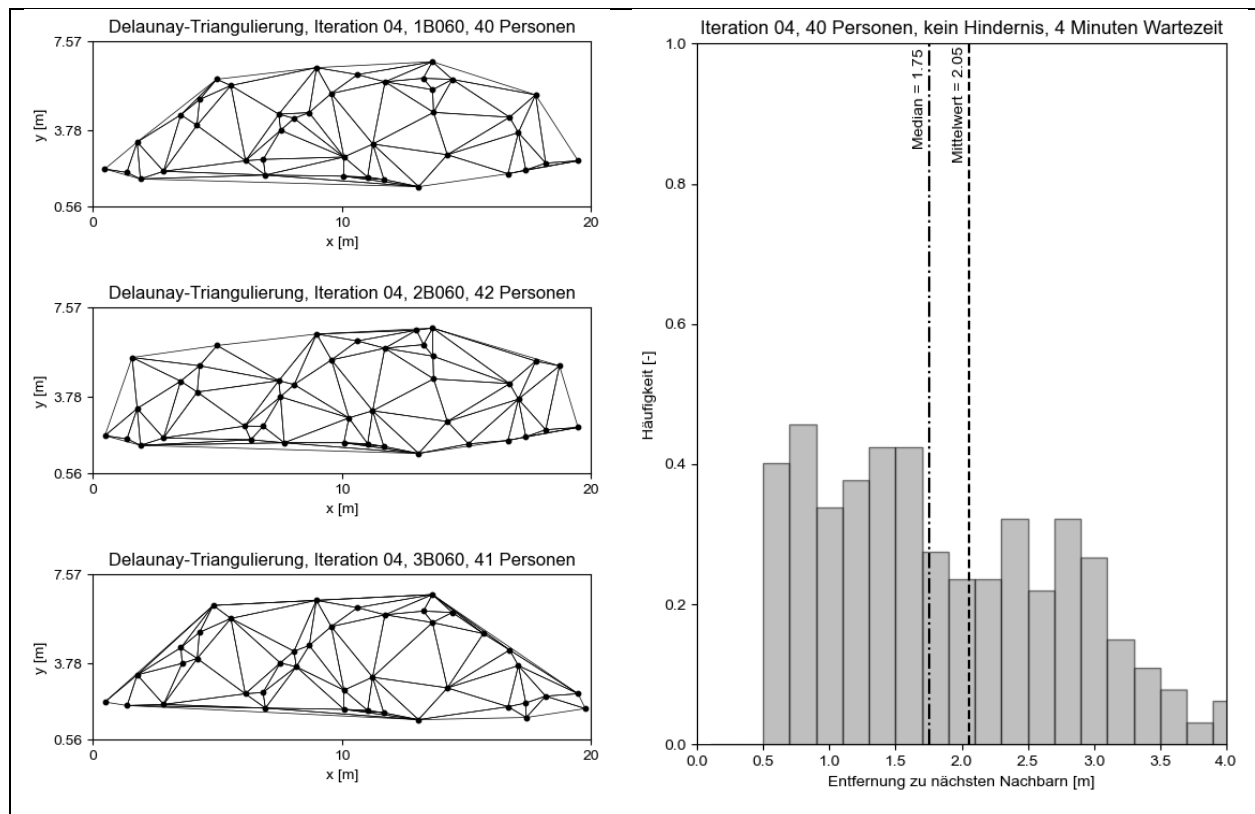 Delaunay-Triangulierung, Iteration 04, 1B060, 40 Personen
7.57
3.78
0.56
y [m]
0
10
20
x [m]
Delaunay-Triangulierung, Iteration 04, 2B060, 42 Personen
7.57
3.78
0.56
y [m]
0
10
20
x [m]
Delaunay-Triangulierung, Iteration 04, 3B060, 41 Personen
7.57
3.78
0.56
y [m]
0
10
20
x [m]
Iteration 04, 40 Personen, kein Hindernis, 4 Minuten Wartezeit
1.0
0.8
0.6
0.4
0.2
0.0
Häufigkeit [-]
Median = 1.75
Mittelwert = 2.05
0.0
0.5
1.0
1.5
2.0
2.5
3.0
3.5
4.0
Entfernung zu nächsten Nachbarn [m]